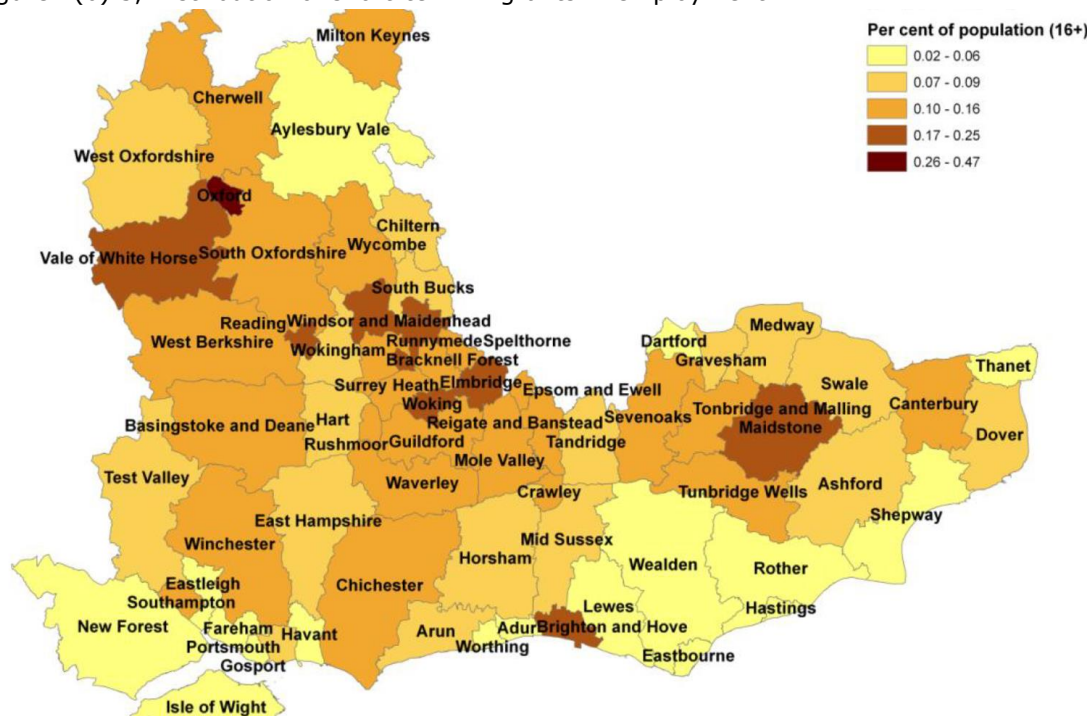 Milton Keynes
Per cent of population (16+)
0.02 - 0.06
0.07 - 0.09
0.10 - 0.16
0.17 - 0.25
0.26 - 0.47
Cherwell
Aylesbury Vale
West Oxfordshire
Oxford
Chiltern
Wycombe
Vale of White Horse
South Oxfordshire
South Bucks
Reading
Windsor and Maidenhead
West Berkshire
Wokingham
Runnymede
Spelthorne
Bracknell Forest
Medway
Dartford
Gravesham
Thanet
Surrey Heath
Elmbridge
Epsom and Ewell
Swale
Woking
Hart
Basingstoke and Deane
Rushmoor
Guildford
Reigate and Banstead
Tandridge
Sevenoaks
Tonbridge and Malling
Maidstone
Canterbury
Dover
Mole Valley
Test Valley
Waverley
Crawley
Tunbridge Wells
Ashford
Shepway
East Hampshire
Winchester
Mid Sussex
Horsham
Wealden
Rother
Chichester
Eastleigh
Southampton
Hastings
Lewes
New Forest
Fareham
Havant
Arun
Adur
Brighton and Hove
Portsmouth
Worthing
Gosport
Eastbourne
Isle of Wight